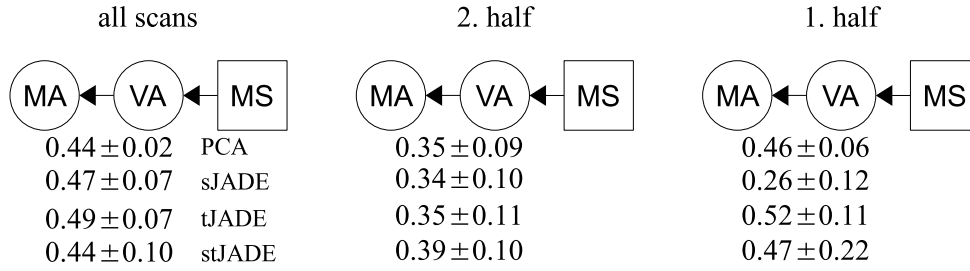 all scans 2. half 1. half
MA VA MS MA VA MS MA VA MS
0.44±0.02 PCA 0.35±0.09 0.46±0.06
0.47±0.07 sJADE 0.34±0.10 0.26±0.12
0.49±0.07 tJADE 0.35±0.11 0.52±0.11
0.44±0.10 stJADE 0.39±0.10 0.47±0.22